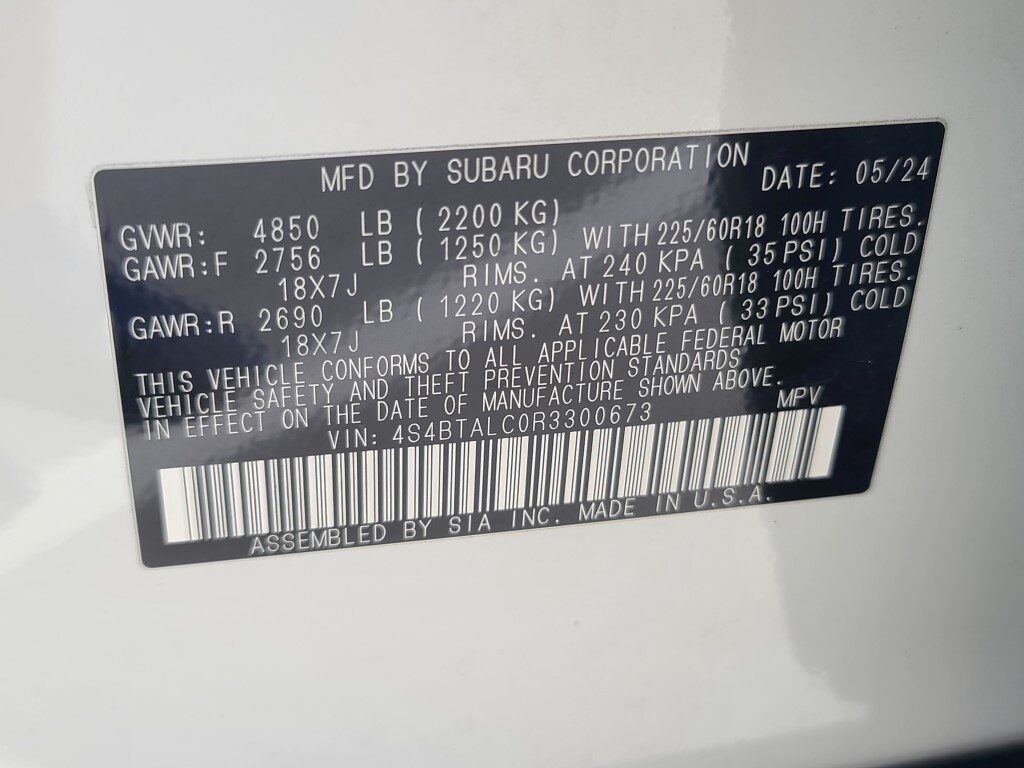 MFD BY SUBARU CORPORATION DATE: 05/24
GVWR: 4850 LB ( 2200 KG)
GAWR:F 2756 LB ( 1250 KG) WITH 225/60R18 100H TIRES.
18X7J RIMS. AT 240 KPA ( 35 PSI) COLD
GAWR:R 2690 LB ( 1220 KG) WITH 225/60R18 100H TIRES.
18X7J RIMS. AT 230 KPA ( 33 PSI) COLD
THIS VEHICLE CONFORMS TO ALL APPLICABLE FEDERAL MOTOR
VEHICLE SAFETY AND THEFT PREVENTION STANDARDS
IN EFFECT ON THE DATE OF MANUFACTURE SHOWN ABOVE.
VIN: 4S4BTALC0R3300673 MPV
ASSEMBLED BY SIA INC. MADE IN U.S.A.